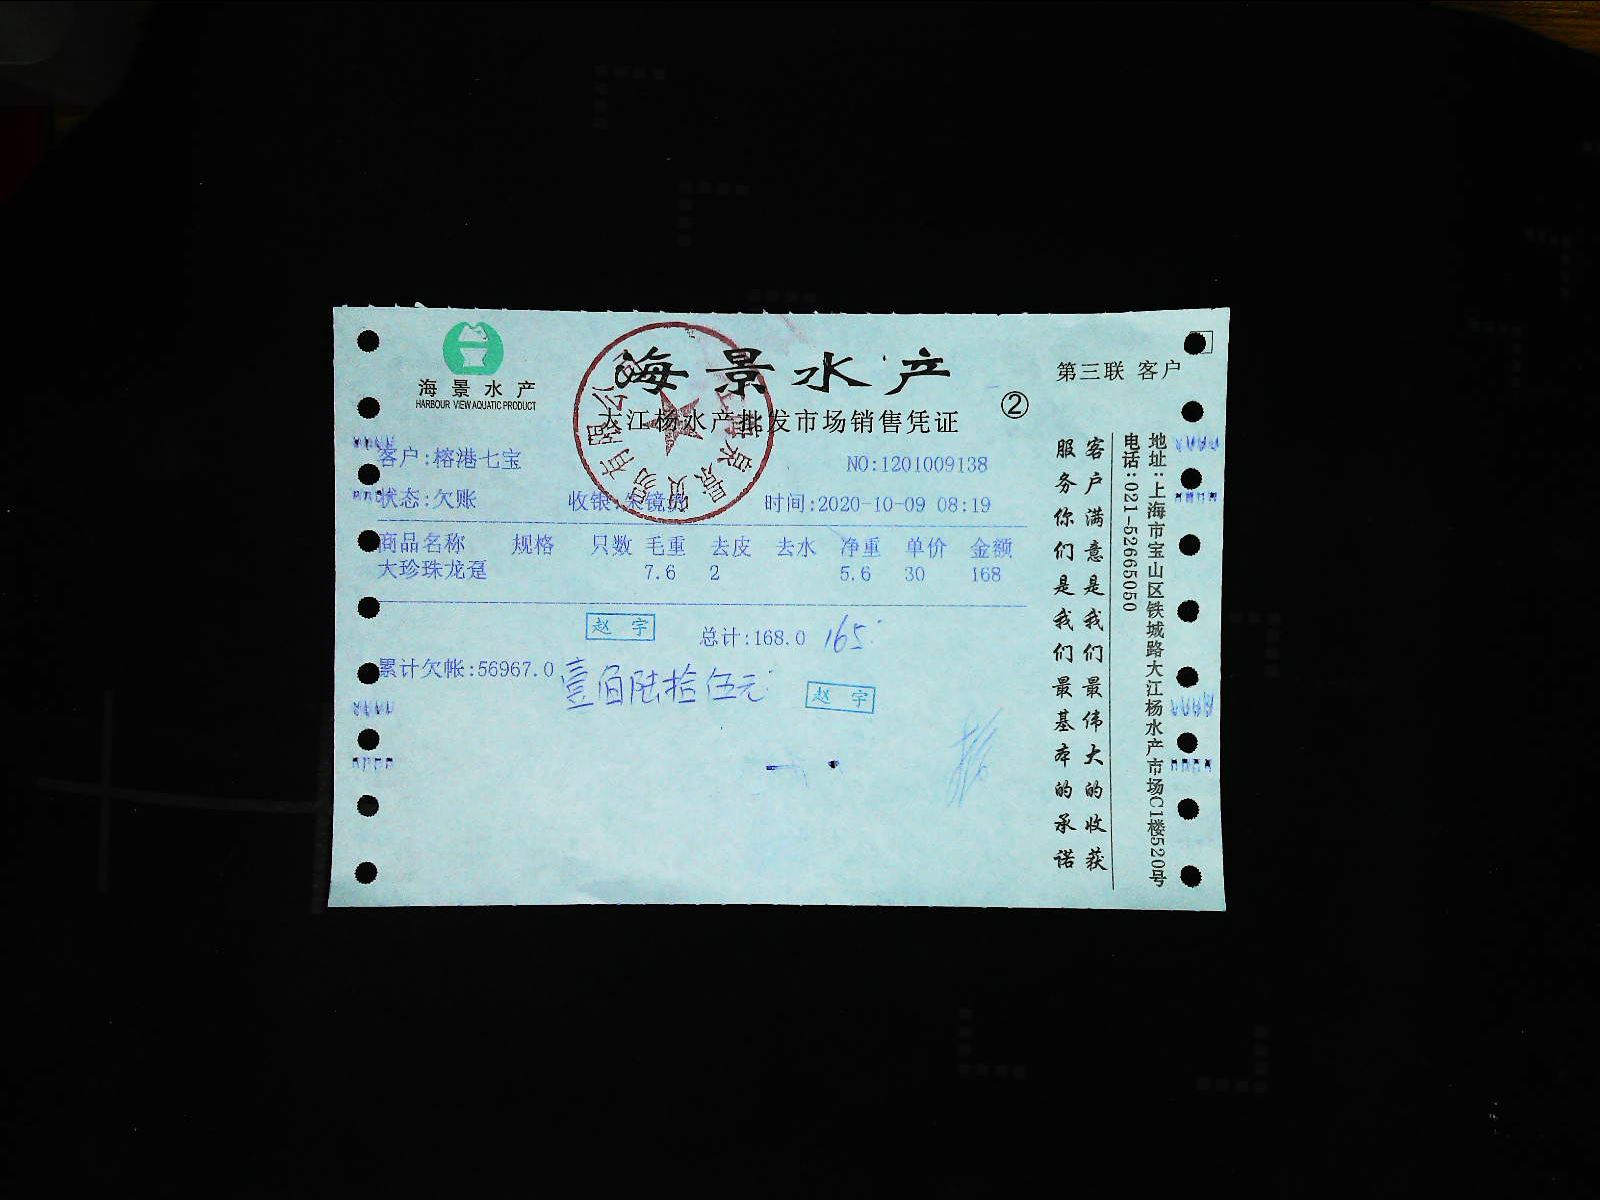 海景水产
HARBOUR VIEW AQUATIC PRODUCT
海景水产
大江杨水产批发市场销售凭证
②
第三联 客户
客户:榕港七宝 NO:1201009138
状态:欠账 收银: 时间:2020-10-09 08:19
商品名称 规格 只数 毛重 去皮 去水 净重 单价 金额
大珍珠龙趸 7.6 2 5.6 30 168
赵宇
总计:168.0 165
累计欠帐:56967.0 壹佰陆拾伍元
赵宇
客户满意是我们最伟大的收获
服务你们是我们最基本的承诺
地址:上海市宝山区铁城路大江杨水产市场C1楼520号
电话:021-52665050